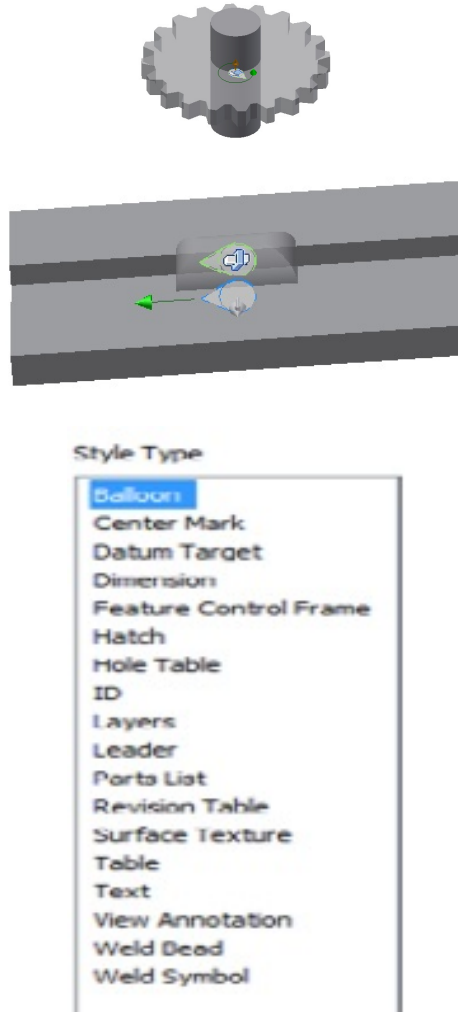 Style Type
Balloon
Center Mark
Datum Target
Dimension
Feature Control Frame
Hatch
Hole Table
ID
Layers
Leader
Parts List
Revision Table
Surface Texture
Table
Text
View Annotation
Weld Bead
Weld Symbol